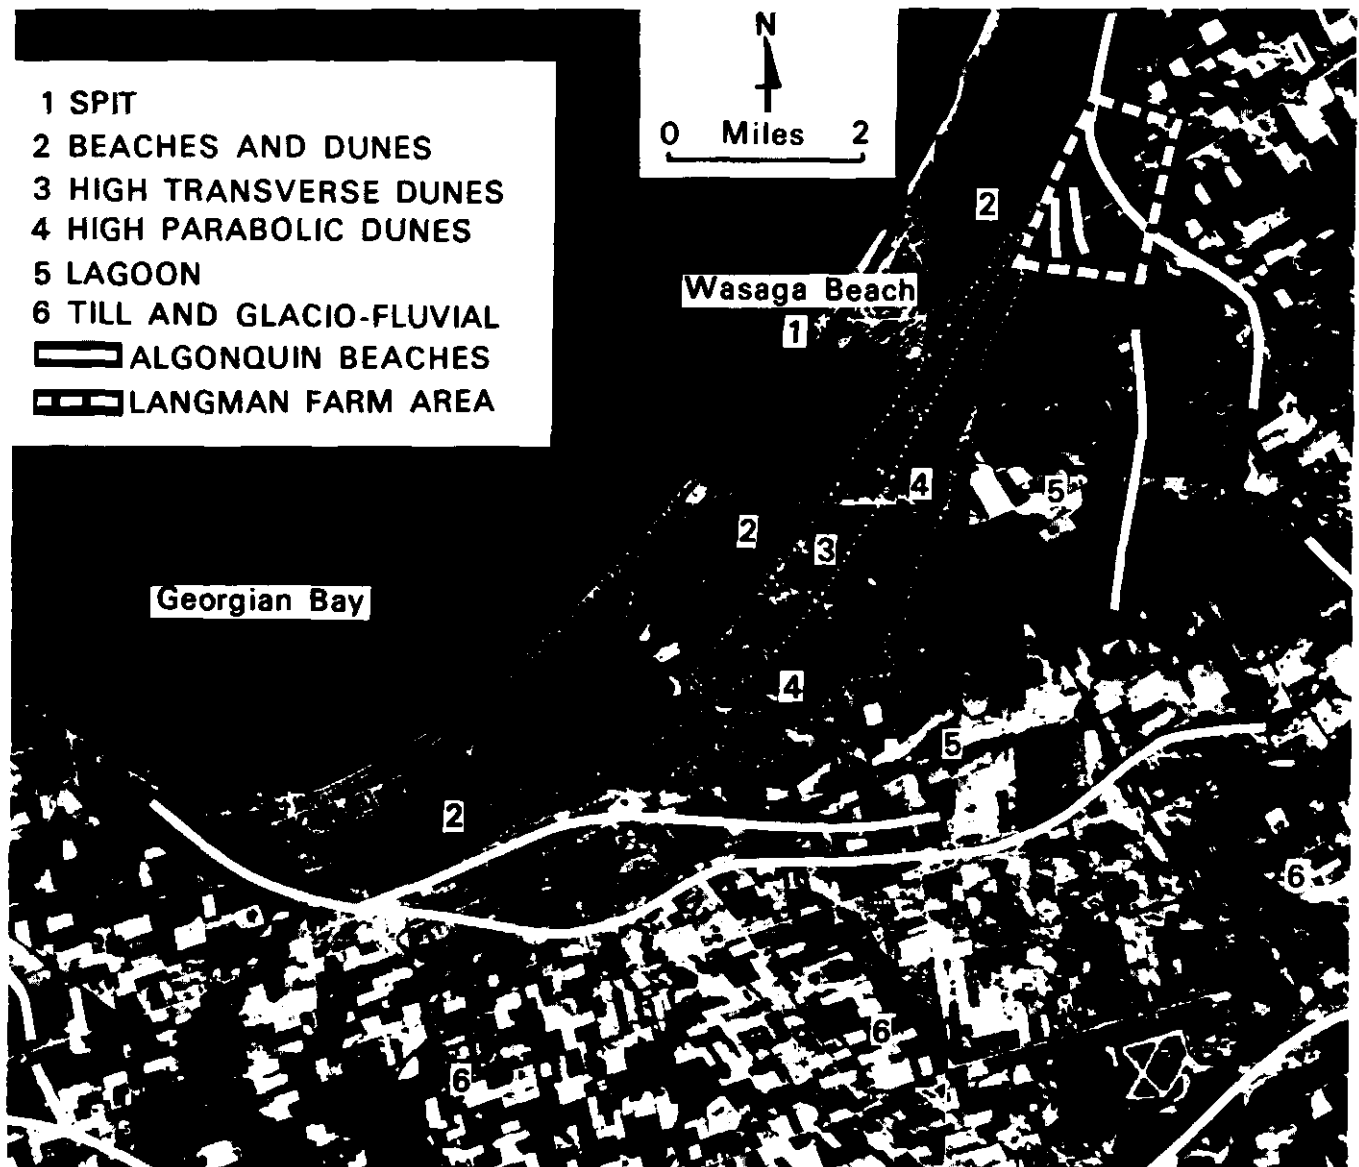 N
0 Miles 2
1 SPIT
2 BEACHES AND DUNES
3 HIGH TRANSVERSE DUNES
4 HIGH PARABOLIC DUNES
5 LAGOON
6 TILL AND GLACIO-FLUVIAL
ALGONQUIN BEACHES
LANGMAN FARM AREA
2
Wasaga Beach
1
4
5
2
3
Georgian Bay
4
5
2
6
6
6